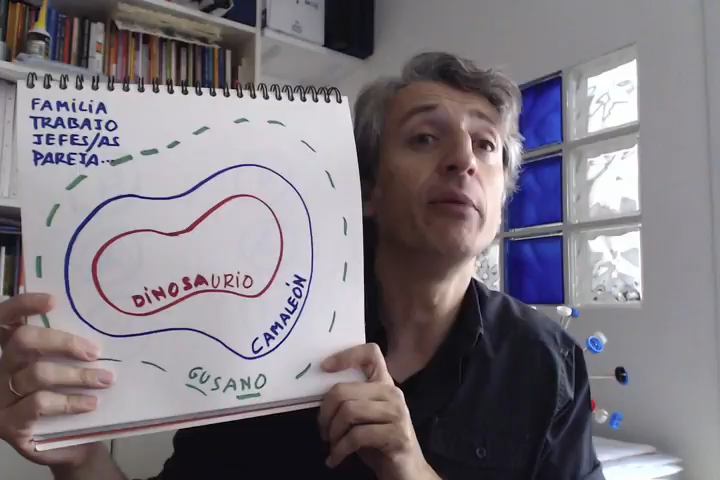 FAMILIA
TRABAJO
JEFES/AS
PAREJA...
DINOSAURIO
CAMALEÓN
GUSANO